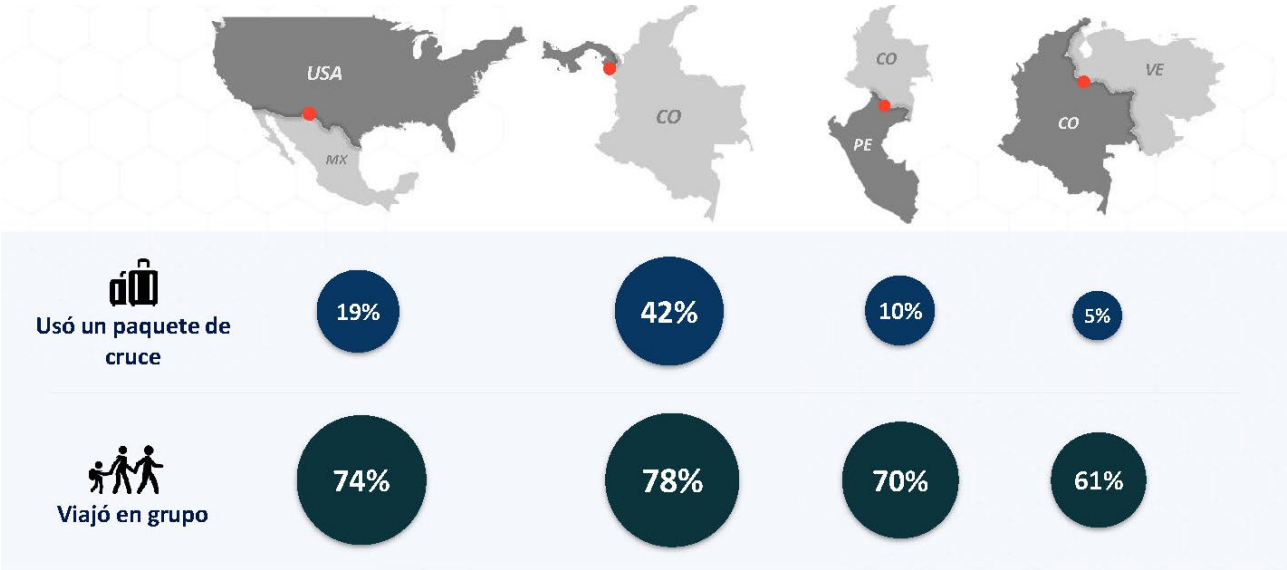 USA
MX
CO
CO
PE
VE
CO
Usó un paquete de
cruce
19%
42%
10%
5%
Viajó en grupo
74%
78%
70%
61%